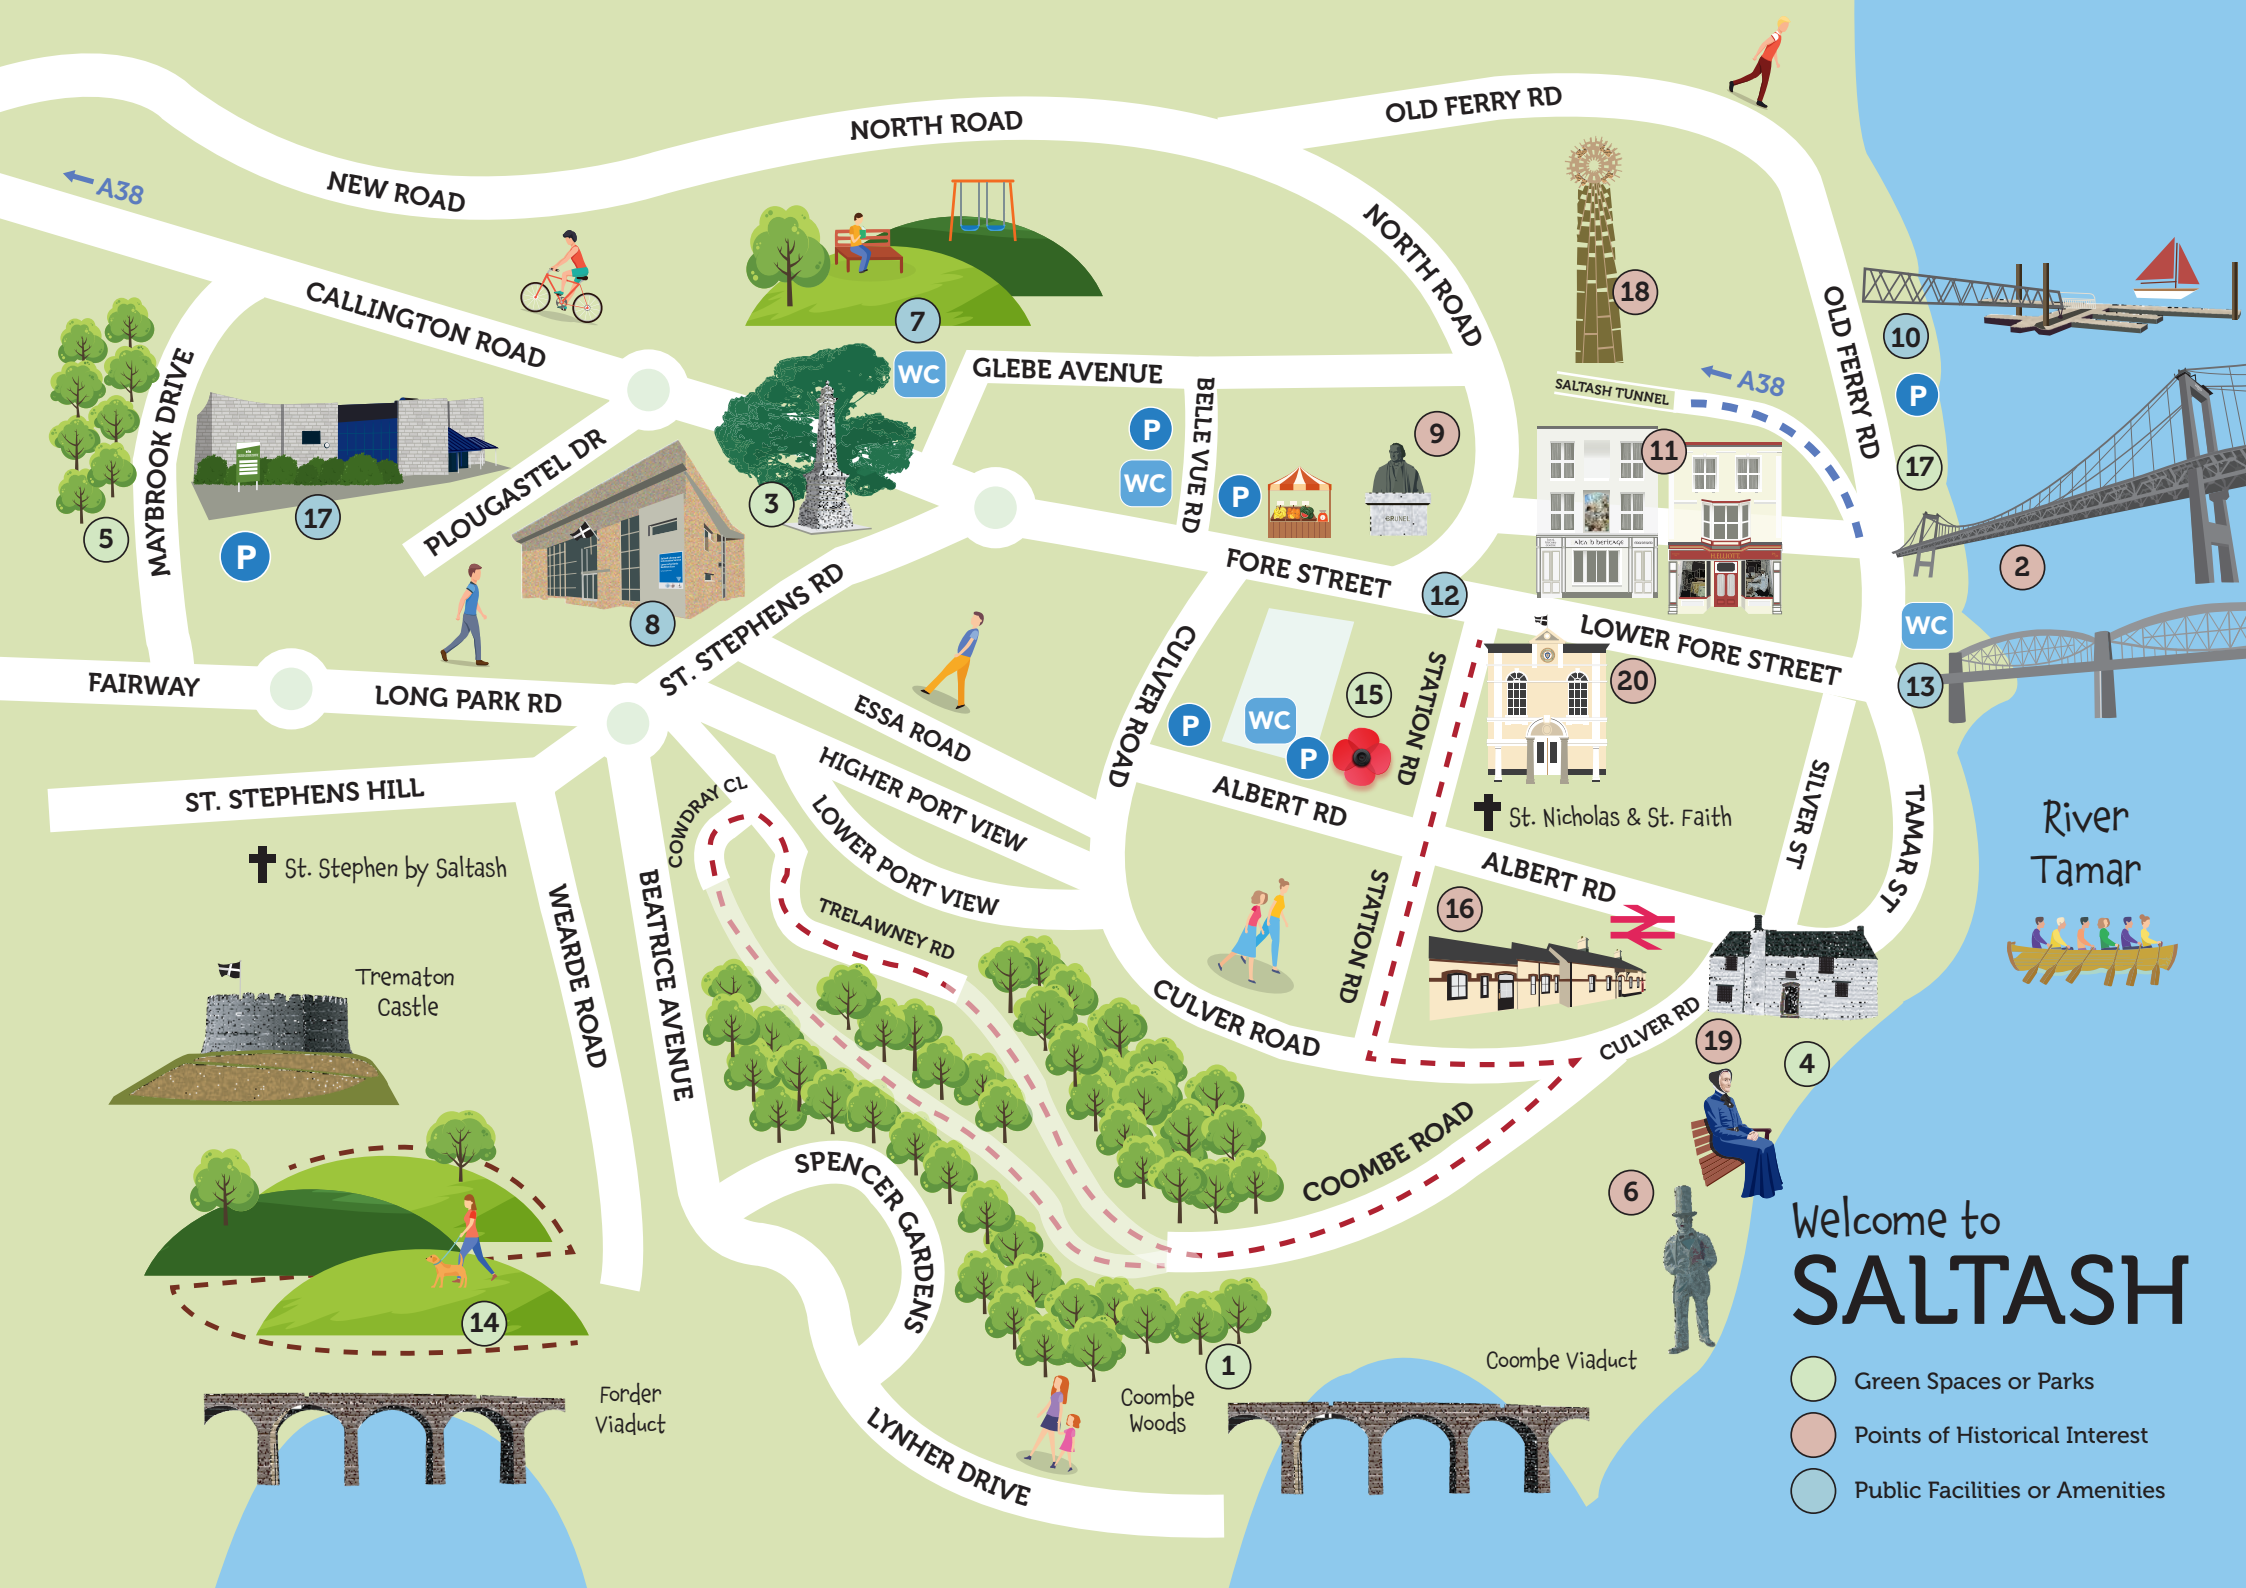 OLD FERRY RD
NORTH ROAD
NEW ROAD
A38
NORTH ROAD
CALLINGTON ROAD
18
7
WC
10
OLD FERRY RD
GLEBE AVENUE
A38
SALTASH TUNNEL
P
BELLE VUE RD
MAYBROOK DRIVE
P
9
11
17
WC
P
PLOUGASTEL DR
3
17
5
P
BRUNEL
FORE STREET
12
2
8
ST. STEPHENS RD
LOWER FORE STREET
WC
CULVER ROAD
STATION RD
20
13
FAIRWAY
LONG PARK RD
15
P
WC
P
ESSA ROAD
HIGHER PORT VIEW
ST. STEPHENS HILL
COWDRAY CL
ALBERT RD
St. Nicholas & St. Faith
SILVER ST
TAMAR ST
River
Tamar
LOWER PORT VIEW
St. Stephen by Saltash
ALBERT RD
WEARDE ROAD
BEATRICE AVENUE
TRELAWNEY RD
STATION RD
16
Trematon
Castle
CULVER ROAD
CULVER RD
19
4
COOMBE ROAD
SPENCER GARDENS
6
Welcome to
SALTASH
14
1
Coombe Viaduct
Forder
Viaduct
Coombe
Woods
LYNHER DRIVE
Green Spaces or Parks
Points of Historical Interest
Public Facilities or Amenities